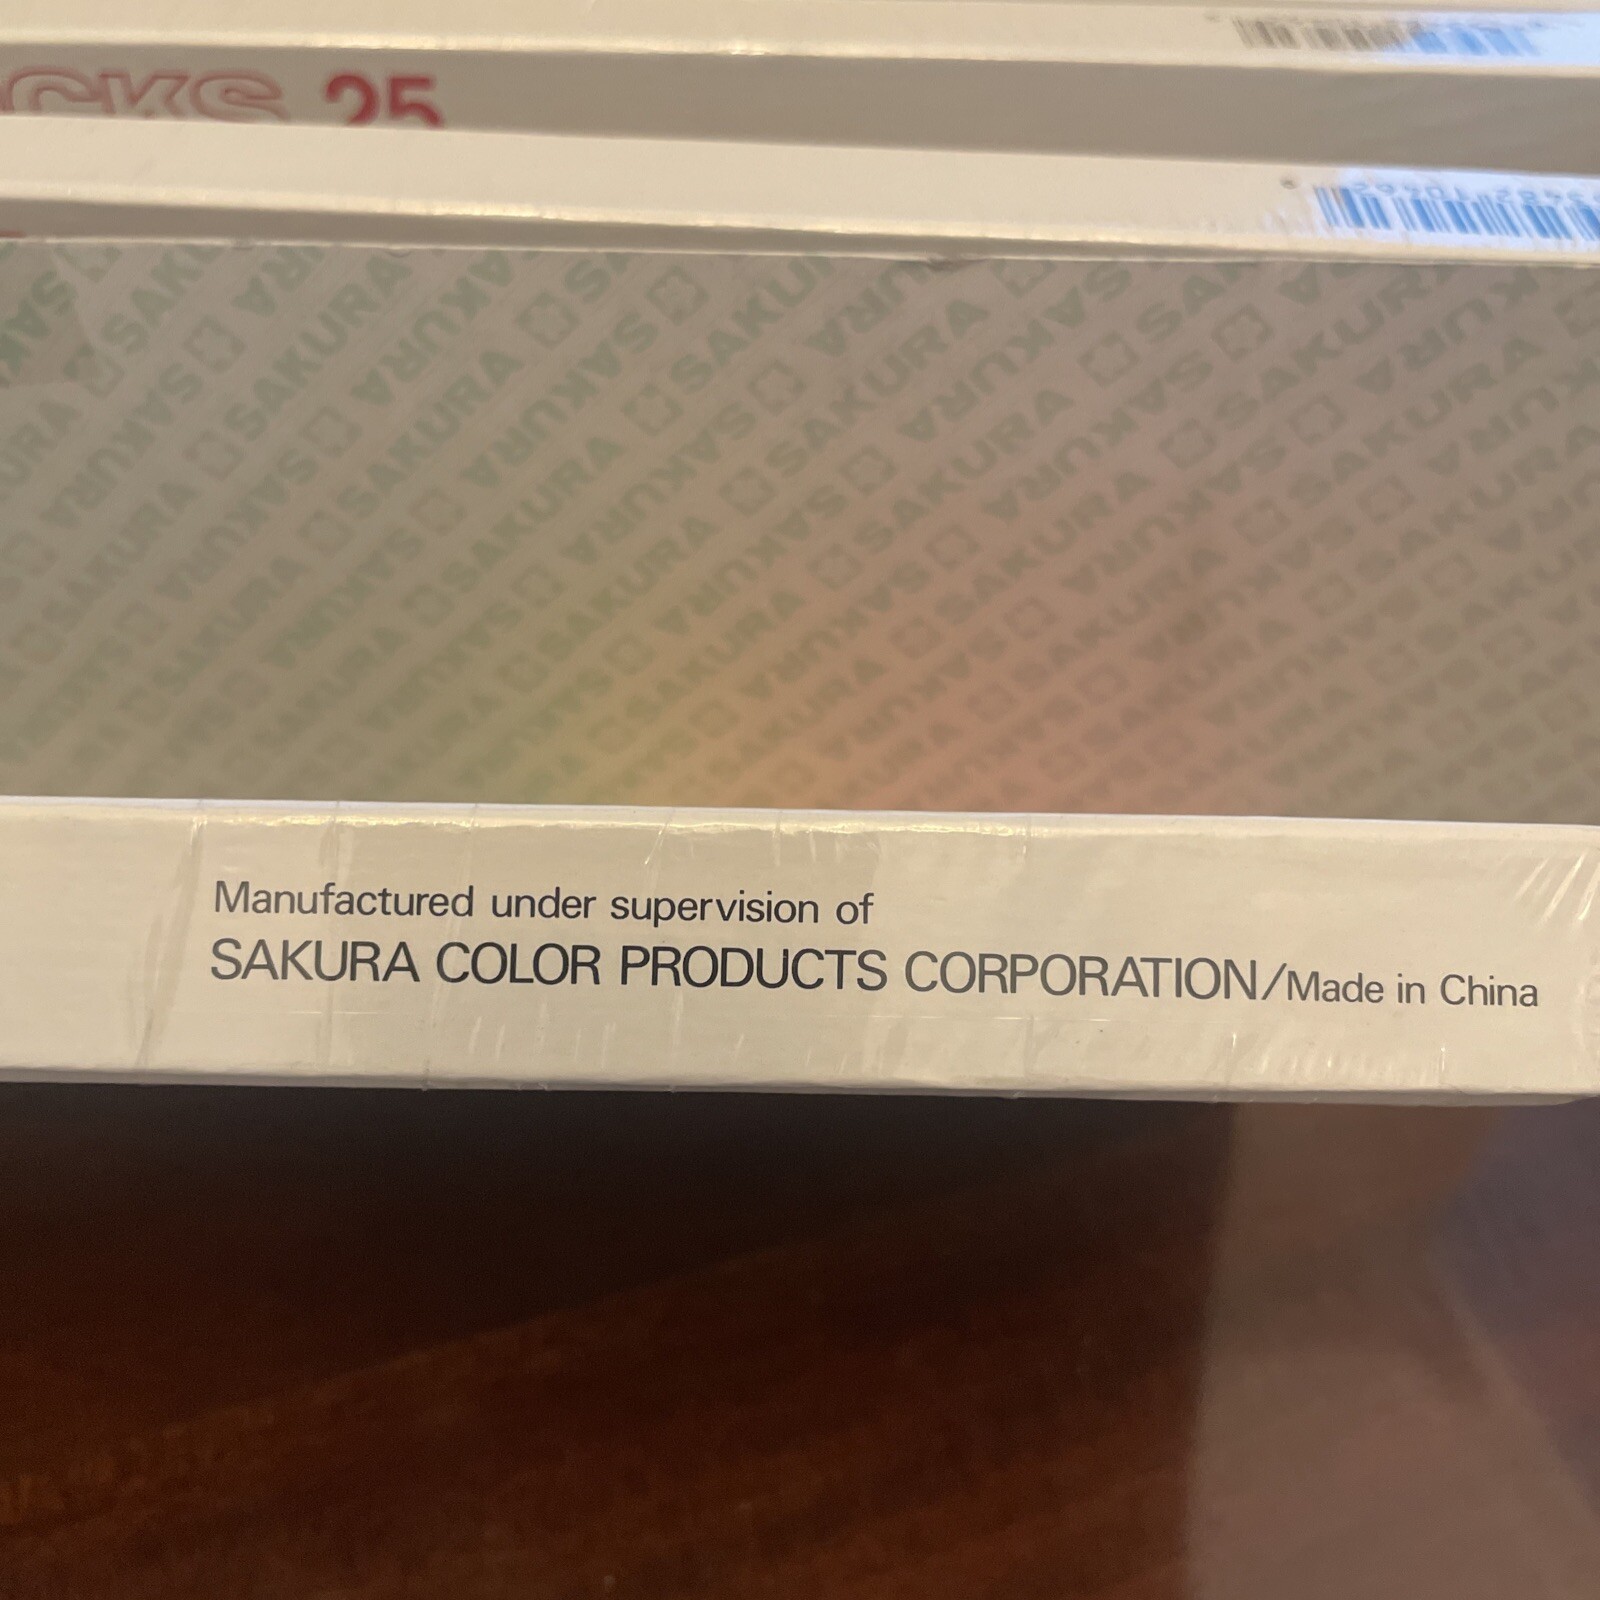 25
Manufactured under supervision of
SAKURA COLOR PRODUCTS CORPORATION/Made in China
SAKURA